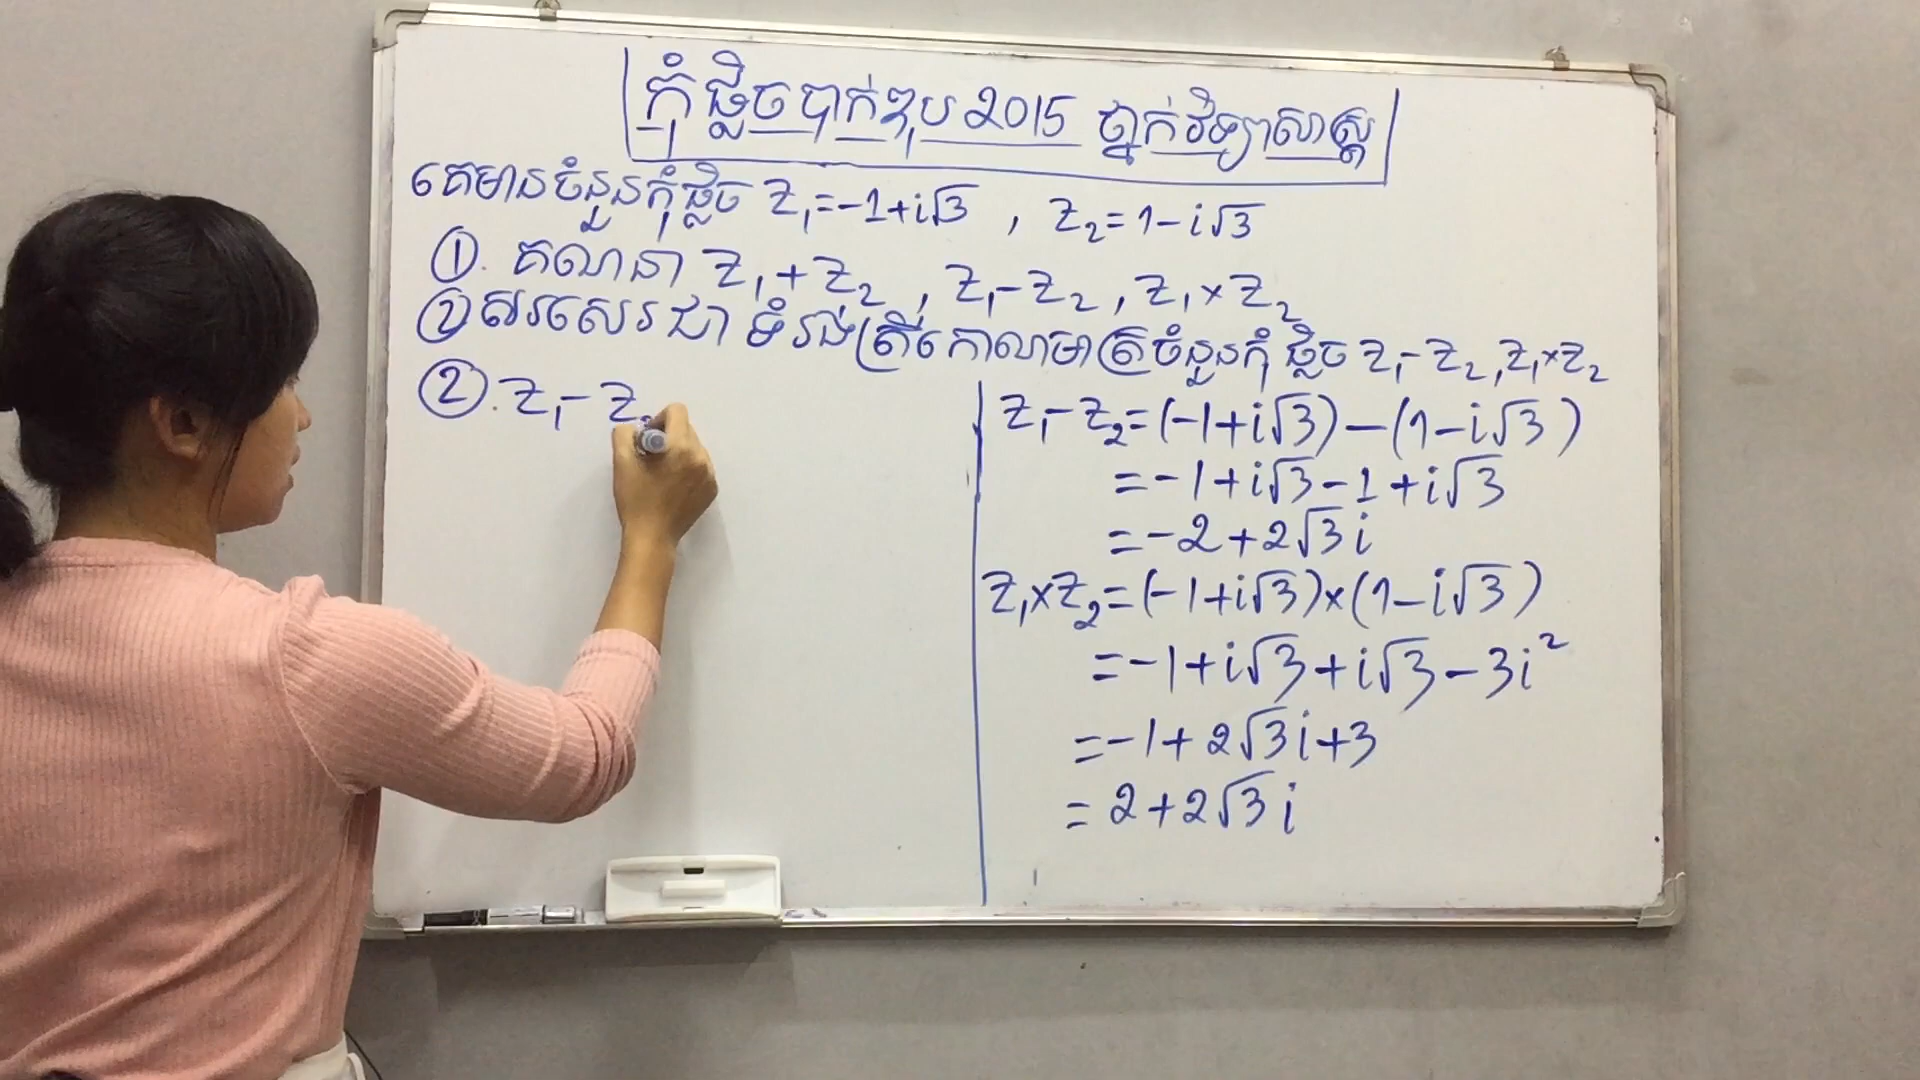 កុំផ្លិចបាក់ឌុប 2015 ថ្នាក់វិទ្យាសាស្ត្រ
គេមានចំនួនកុំផ្លិច Z₁=-1+i√3 , Z₂=1-i√3
①. គណនា Z₁+Z₂ , Z₁-Z₂ , Z₁×Z₂
②សរសេរជា ទំរង់ត្រីកោណមាត្រចំនួនកុំផ្លិច Z₁-Z₂,Z₁×Z₂
②. Z₁-Z₂
Z₁-Z₂=(-1+i√3)-(1-i√3)
=-1+i√3-1+i√3
=-2+2√3i
Z₁×Z₂=(-1+i√3)×(1-i√3)
=-1+i√3+i√3-3i²
=-1+2√3i+3
=2+2√3i